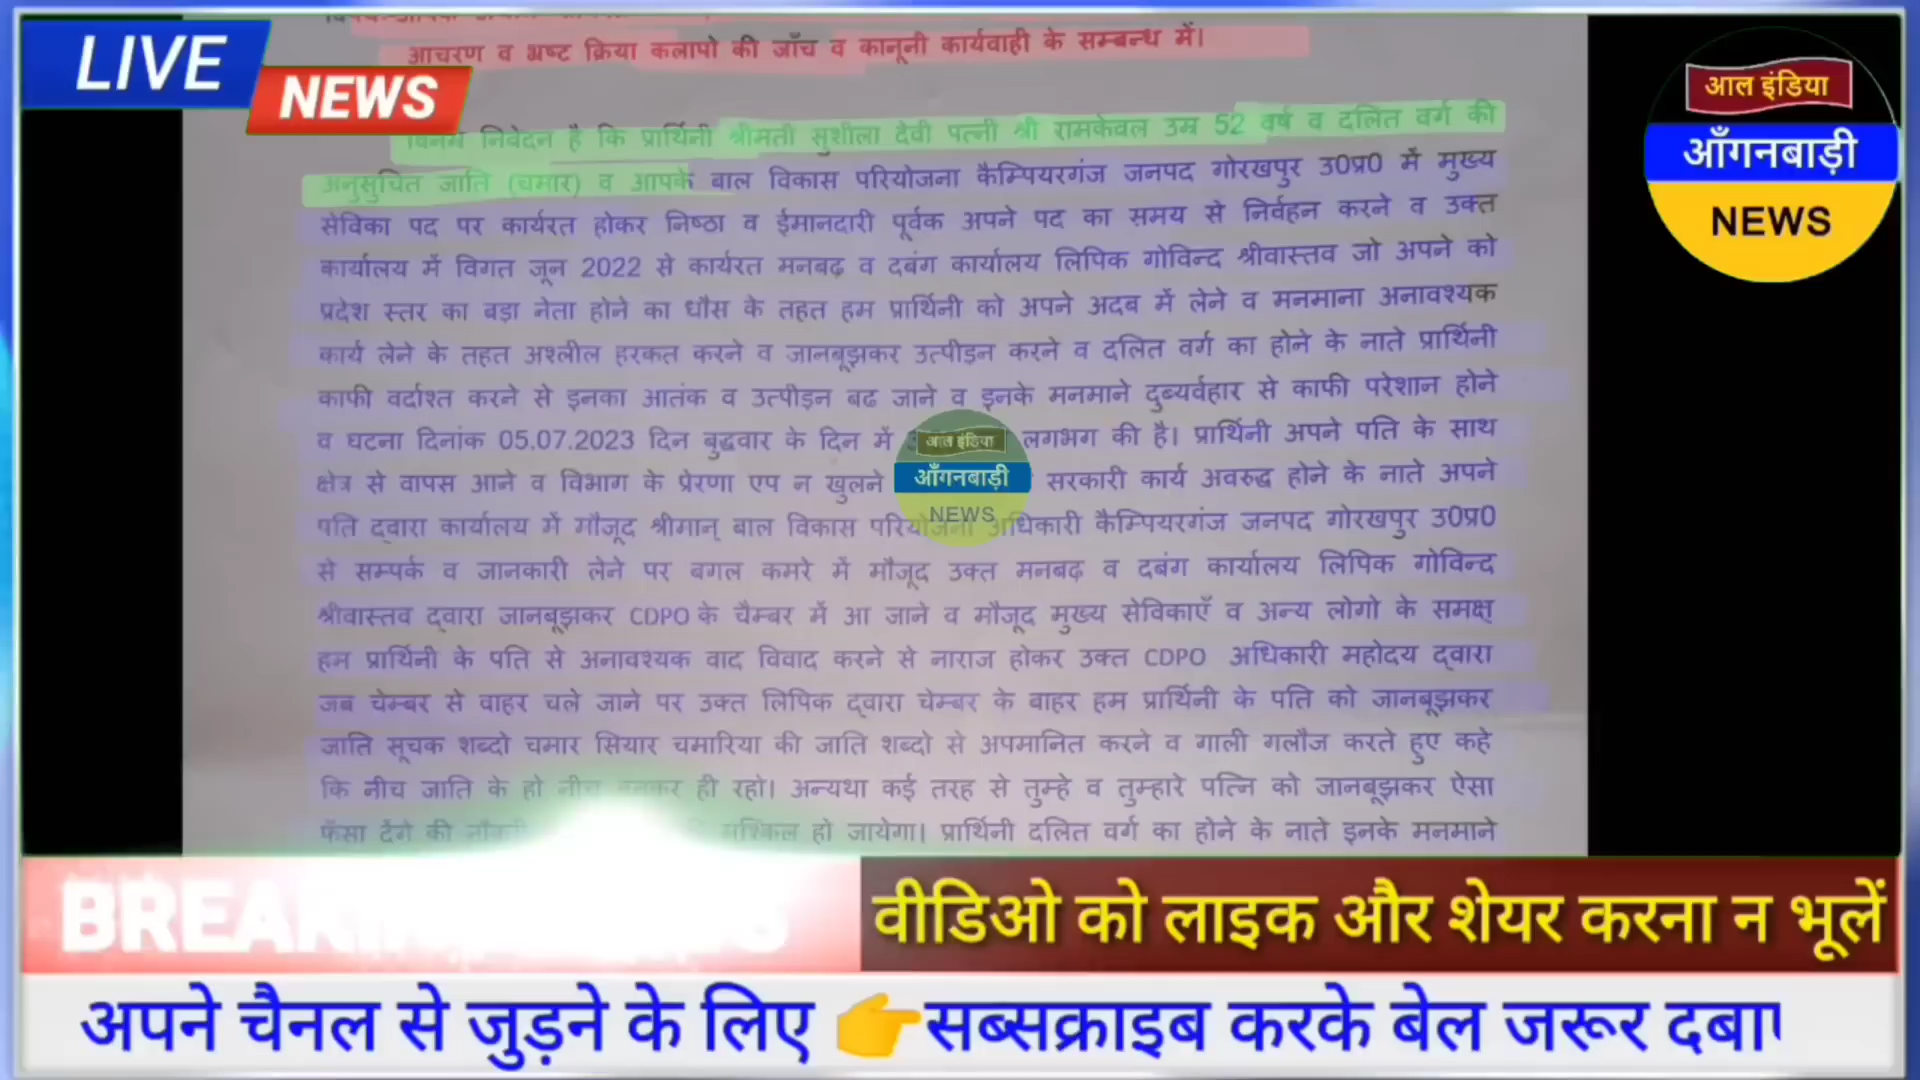 LIVE
NEWS
आल इंडिया
आँगनबाड़ी
NEWS
आचरण व भ्रष्ट क्रिया कलापो की जाँच व कानूनी कार्यवाही के सम्बन्ध में।
निवेदन है कि प्रार्थिनी श्रीमती सुशीला देवी पत्नी श्री रामकेवल उम्र 52 वर्ष व दलित वर्ग की
अनुसुचित जाति (चमार) व आपके बाल विकास परियोजना कैम्पियरगंज जनपद गोरखपुर उ0प्र0 में मुख्य
सेविका पद पर कार्यरत होकर निष्ठा व ईमानदारी पूर्वक अपने पद का समय से निर्वहन करने व उक्त
कार्यालय में विगत जून 2022 से कार्यरत मनबढ़ व दबंग कार्यालय लिपिक गोविन्द श्रीवास्तव जो अपने को
प्रदेश स्तर का बड़ा नेता होने का धौस के तहत हम प्रार्थिनी को अपने अदब में लेने व मनमाना अनावश्यक
कार्य लेने के तहत अश्लील हरकत करने व जानबूझकर उत्पीड़न करने व दलित वर्ग का होने के नाते प्रार्थिनी
काफी वर्दाश्त करने से इनका आतंक व उत्पीड़न बढ जाने व इनके मनमाने दुब्यर्वहार से काफी परेशान होने
व घटना दिनांक 05.07.2023 दिन बुद्धवार के दिन में लगभग की है। प्रार्थिनी अपने पति के साथ
क्षेत्र से वापस आने व विभाग के प्रेरणा एप न खुलने सरकारी कार्य अवरुद्ध होने के नाते अपने
पति द्वारा कार्यालय में मौजूद श्रीमान् बाल विकास परियोजना अधिकारी कैम्पियरगंज जनपद गोरखपुर उ0प्र0
से सम्पर्क व जानकारी लेने पर बगल कमरे में मौजूद उक्त मनबढ़ व दबंग कार्यालय लिपिक गोविन्द
श्रीवास्तव द्वारा जानबूझकर CDPO के चैम्बर में आ जाने व मौजूद मुख्य सेविकाएँ व अन्य लोगो के समक्ष
हम प्रार्थिनी के पति से अनावश्यक वाद विवाद करने से नाराज होकर उक्त CDPO अधिकारी महोदय द्वारा
जब चेम्बर से वाहर चले जाने पर उक्त लिपिक द्वारा चेम्बर के बाहर हम प्रार्थिनी के पति को जानबूझकर
जाति सूचक शब्दो चमार सियार चमारिया की जाति शब्दो से अपमानित करने व गाली गलौज करते हुए कहे
कि नीच जाति के हो नीच बनकर ही रहो। अन्यथा कई तरह से तुम्हे व तुम्हारे पत्नि को जानबूझकर ऐसा
फँसा देंगे की हो जायेगा। प्रार्थिनी दलित वर्ग का होने के नाते इनके मनमाने
आल इंडिया
आँगनबाड़ी
NEWS
वीडिओ को लाइक और शेयर करना न भूलें
अपने चैनल से जुड़ने के लिए 👉सब्सक्राइब करके बेल जरूर